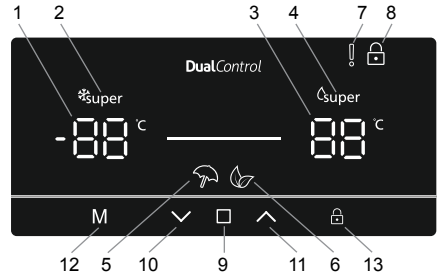 1 2 3 4 7 8
DualControl
super super
-88 °C 88 °C
M
12 5 10 9 11 6 13